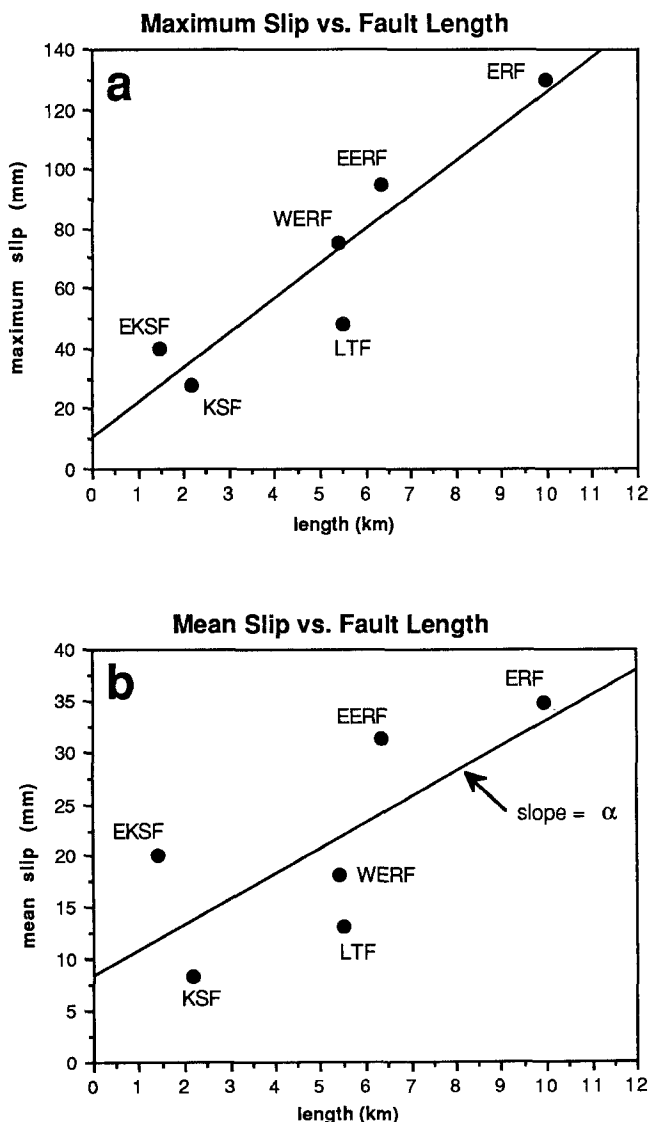 Maximum Slip vs. Fault Length
140
120
100
80
60
40
20
0
maximum slip (mm)
a
ERF
EERF
WERF
EKSF
LTF
KSF
0 1 2 3 4 5 6 7 8 9 10 11 12
length (km)
Mean Slip vs. Fault Length
40
35
30
25
20
15
10
5
0
mean slip (mm)
b
ERF
EERF
slope = α
EKSF
WERF
LTF
KSF
0 1 2 3 4 5 6 7 8 9 10 11 12
length (km)